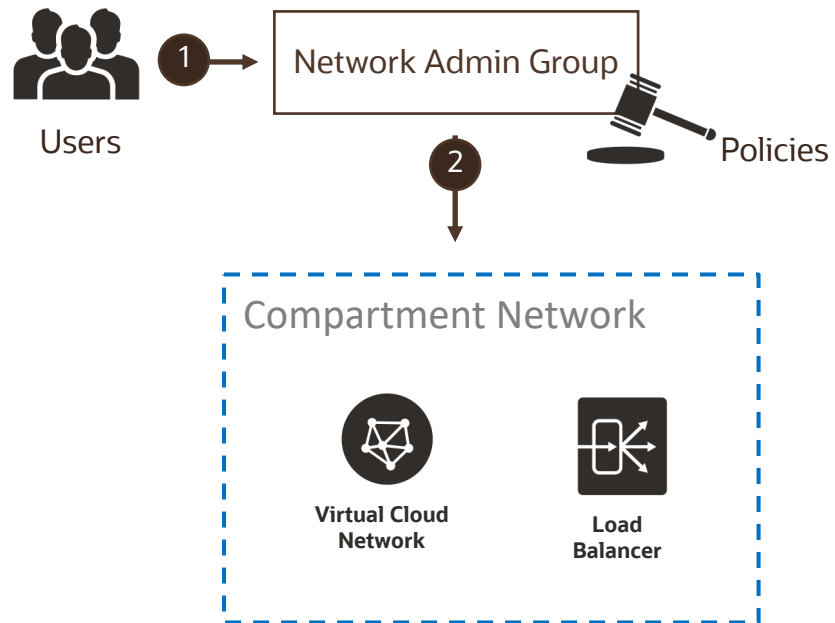 1
Network Admin Group
Users
2
Policies
Compartment Network
Virtual Cloud
Network
Load
Balancer